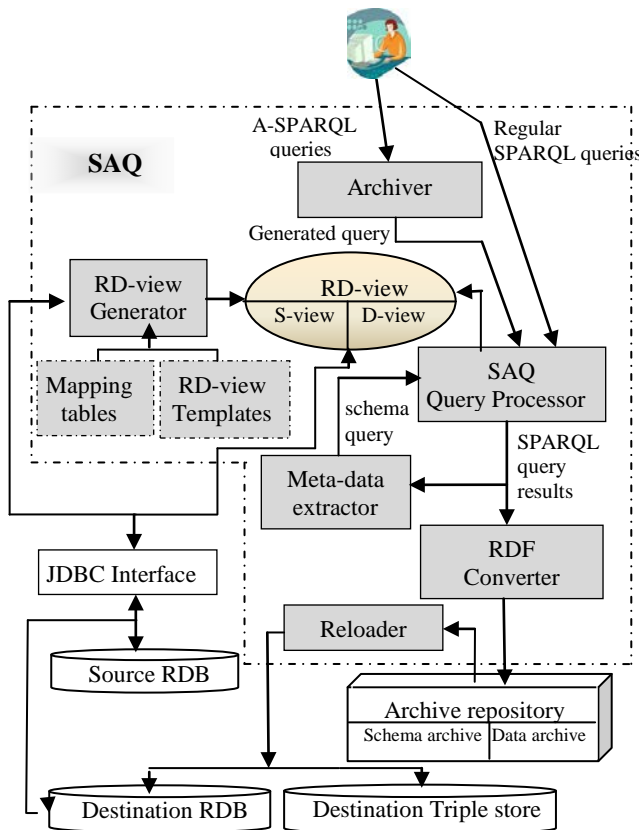 A-SPARQL
queries
Regular
SPARQL queries
SAQ
Archiver
Generated query
RD-view
Generator
RD-view
S-view
D-view
Mapping
tables
RD-view
Templates
schema
query
SAQ
Query Processor
SPARQL
query
results
Meta-data
extractor
RDF
Converter
JDBC Interface
Reloader
Source RDB
Archive repository
Schema archive
Data archive
Destination RDB
Destination Triple store